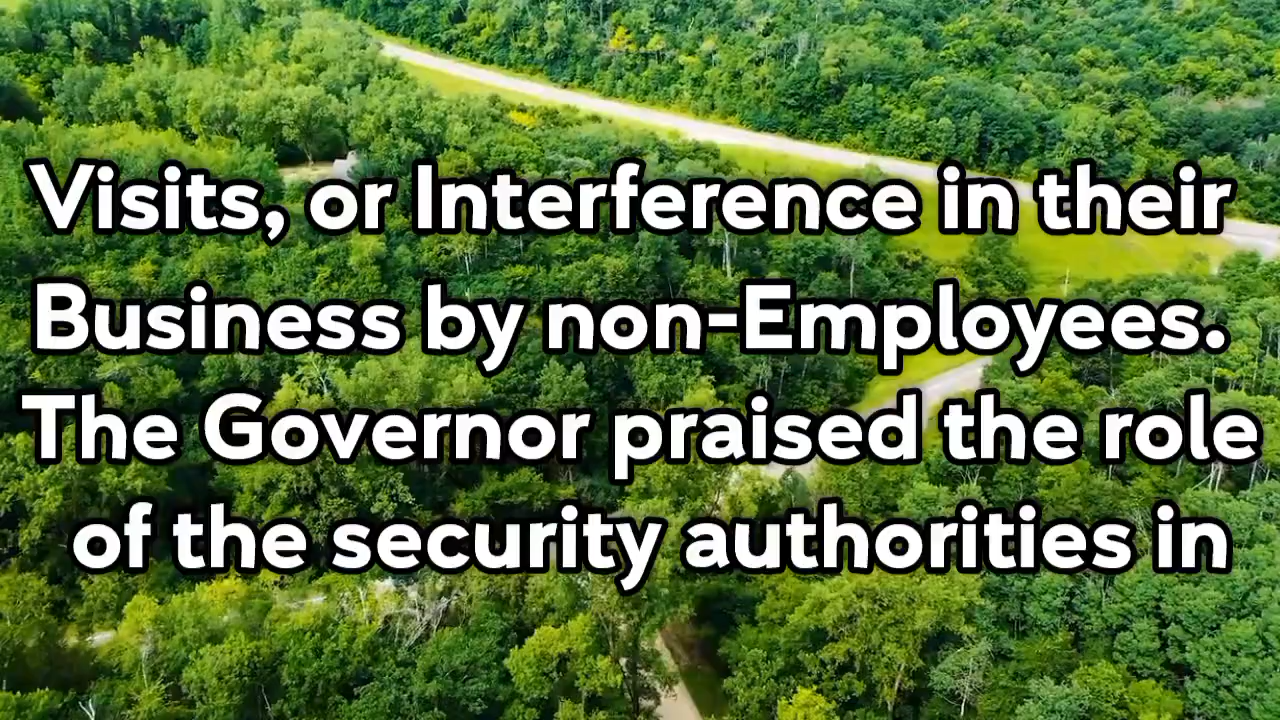 Visits, or Interference in their
Business by non-Employees.
The Governor praised the role
of the security authorities in